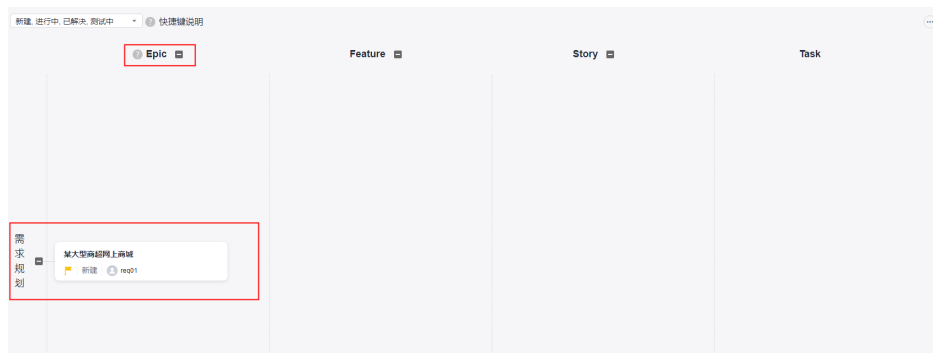 新建, 进行中, 已解决, 测试中 快捷键说明
Epic Feature Story Task
需求规划
某大型商超网上商城
新建 req01